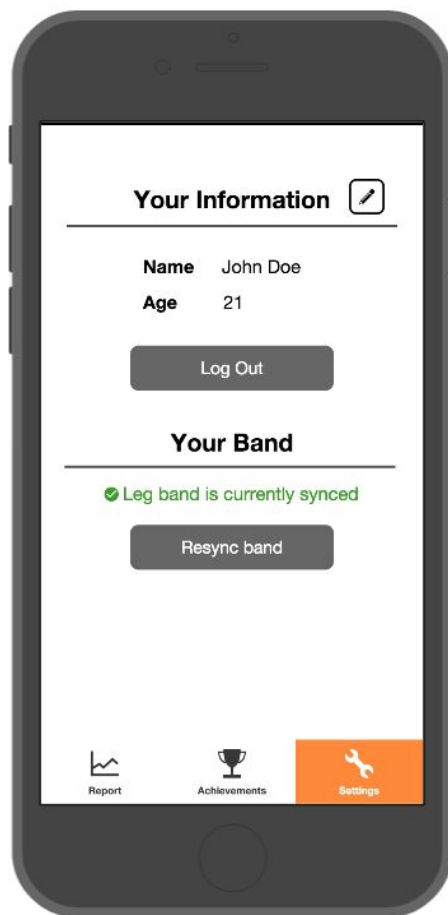 Your Information
Name John Doe
Age 21
Log Out
Your Band
Leg band is currently synced
Resync band
Report Achievements Settings